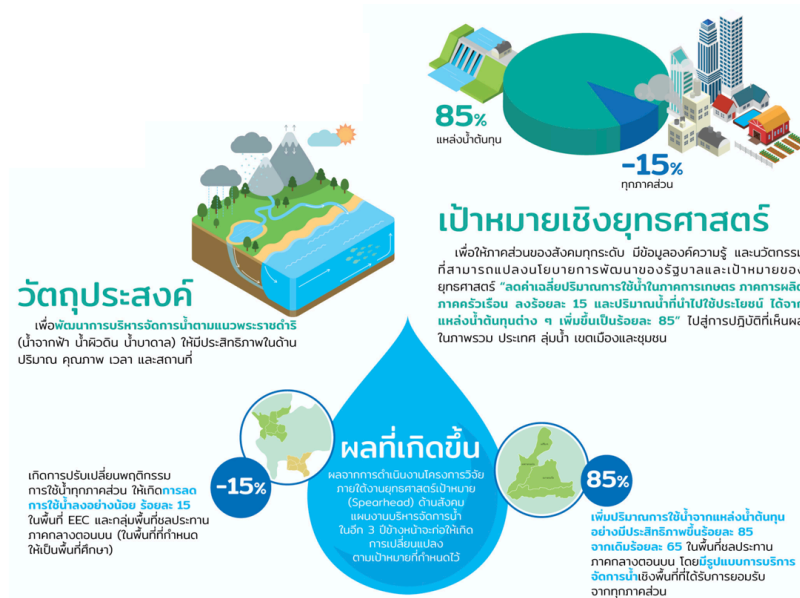 85%
แหล่งน้ำต้นทุน
-15%
ทุกภาคส่วน
เป้าหมายเชิงยุทธศาสตร์
เพื่อให้ภาคส่วนของสังคมทุกระดับ มีข้อมูลองค์ความรู้ และนวัตกรรม
ที่สามารถแปลงนโยบายการพัฒนาของรัฐบาลและเป้าหมายของ
ยุทธศาสตร์ “ลดค่าเฉลี่ยปริมาณการใช้น้ำในภาคการเกษตร ภาคการผลิต
ภาคครัวเรือน ลงร้อยละ 15 และปริมาณน้ำที่นำไปใช้ประโยชน์ ได้จาก
แหล่งน้ำต้นทุนต่าง ๆ เพิ่มขึ้นเป็นร้อยละ 85” ไปสู่การปฏิบัติที่เห็นผล
ในภาพรวม ประเทศ ลุ่มน้ำ เขตเมืองและชุมชน
วัตถุประสงค์
เพื่อพัฒนาการบริหารจัดการน้ำตามแนวพระราชดำริ
(น้ำจากฟ้า น้ำผิวดิน น้ำบาดาล) ให้มีประสิทธิภาพในด้าน
ปริมาณ คุณภาพ เวลา และสถานที่
ผลที่เกิดขึ้น
ผลจากการดำเนินงานโครงการวิจัย
ภายใต้งานยุทธศาสตร์เป้าหมาย
(Spearhead) ด้านสังคม
แผนงานบริหารจัดการน้ำ
ในอีก 3 ปีข้างหน้าจะก่อให้เกิด
การเปลี่ยนแปลง
ตามเป้าหมายที่กำหนดไว้
-15%
เกิดการปรับเปลี่ยนพฤติกรรม
การใช้น้ำทุกภาคส่วน ให้เกิดการลด
การใช้น้ำลงอย่างน้อย ร้อยละ 15
ในพื้นที่ EEC และกลุ่มพื้นที่ชลประทาน
ภาคกลางตอนบน (ในพื้นที่ที่กำหนด
ให้เป็นพื้นที่ศึกษา)
85%
เพิ่มปริมาณการใช้น้ำจากแหล่งน้ำต้นทุน
อย่างมีประสิทธิภาพขึ้นร้อยละ 85
จากเดิมร้อยละ 65 ในพื้นที่ชลประทาน
ภาคกลางตอนบน โดยมีรูปแบบการบริการ
จัดการน้ำเชิงพื้นที่ที่ได้รับการยอมรับ
จากทุกภาคส่วน